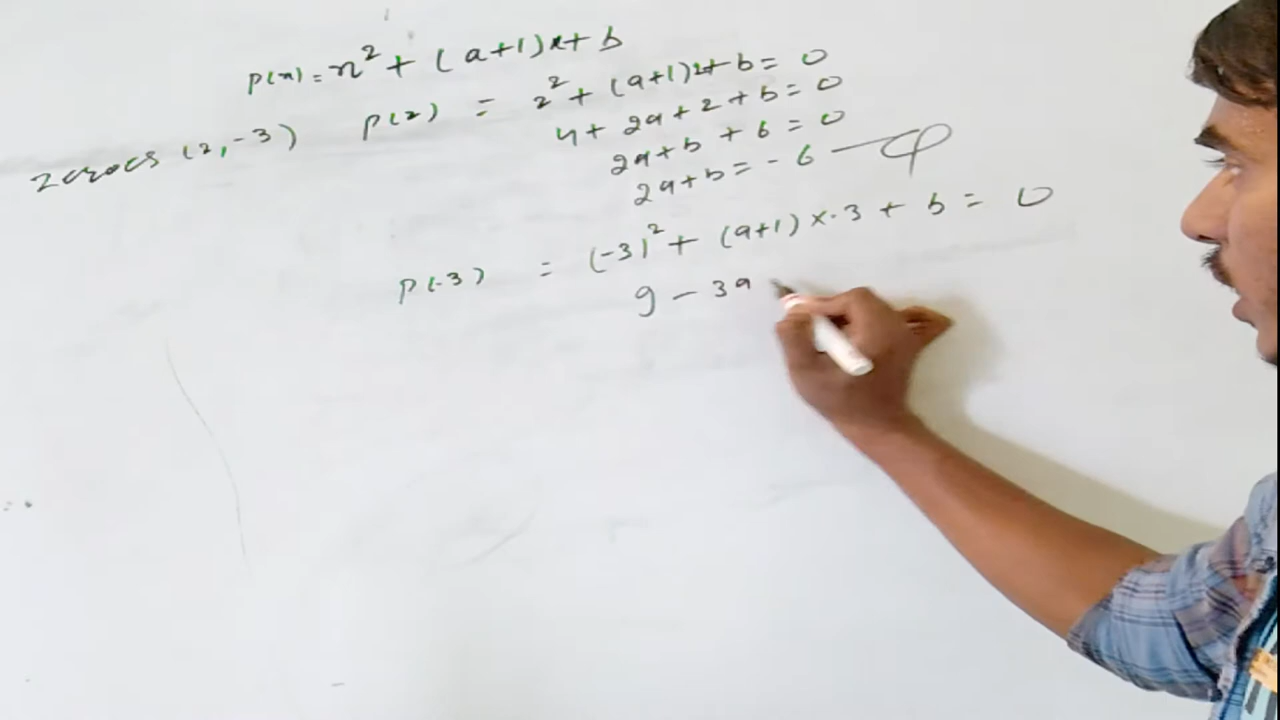 p(x) = x² + (a+1)x + b
zeroes (2, -3) p(2) = 2² + (a+1)2 + b = 0
4 + 2a + 2 + b = 0
2a + b + 6 = 0
2a + b = -6 —
p(-3) = (-3)² + (a+1) × -3 + b = 0
9 - 3a